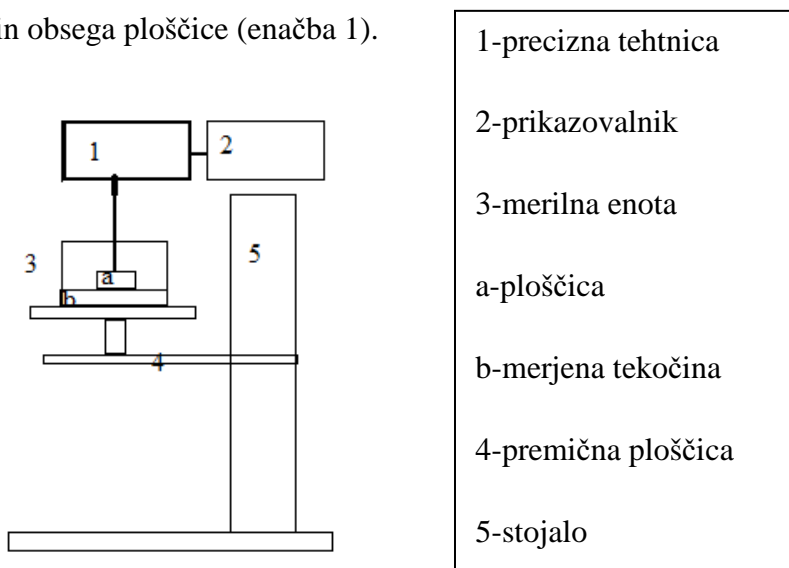 in obsega ploščice (enačba 1).
1
2
3
a
b
5
4
1-precizna tehtnica
2-prikazovalnik
3-merilna enota
a-ploščica
b-merjena tekočina
4-premična ploščica
5-stojalo